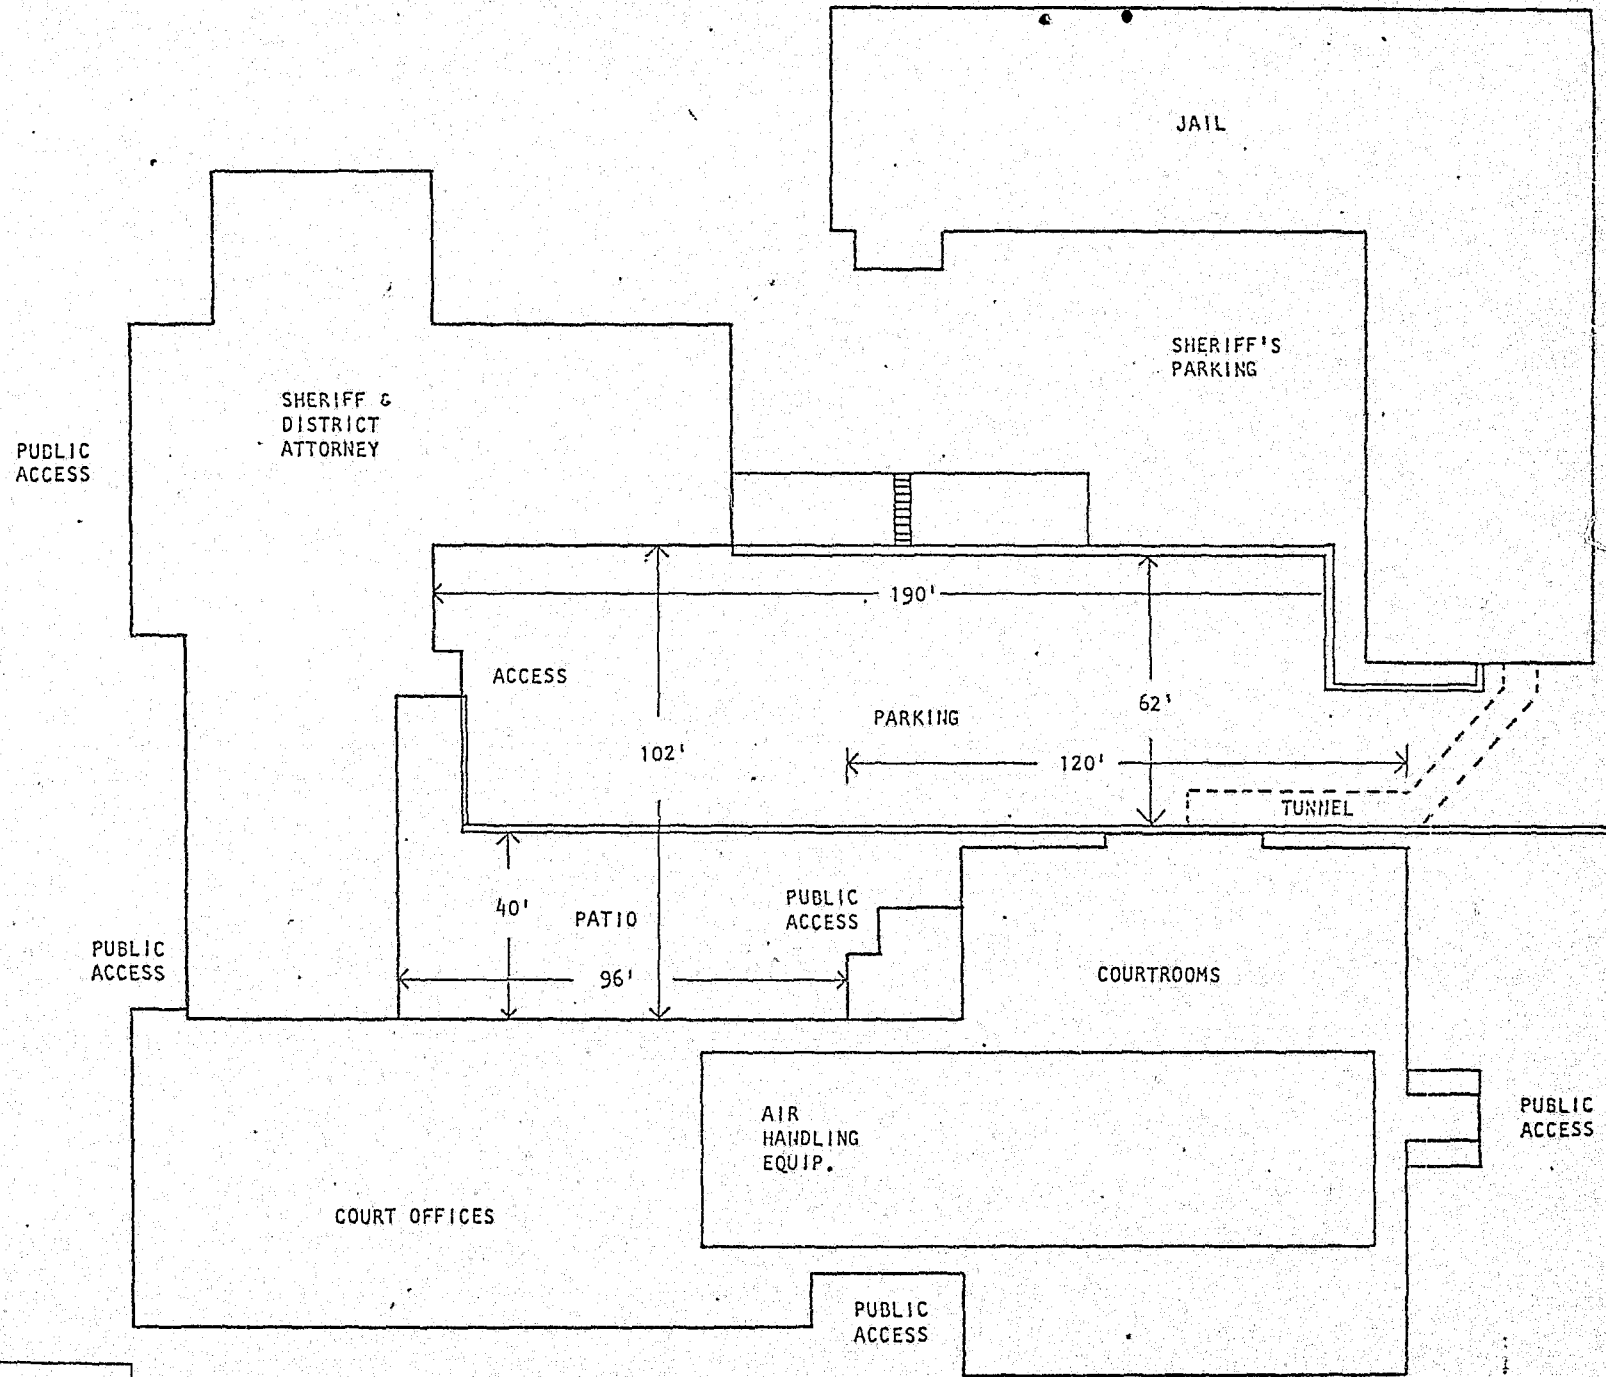 JAIL
SHERIFF'S
PARKING
SHERIFF &
DISTRICT
ATTORNEY
PUBLIC
ACCESS
190'
ACCESS
62'
PARKING
102'
120'
TUNNEL
PUBLIC
ACCESS
40'
PATIO
PUBLIC
ACCESS
96'
COURTROOMS
AIR
HANDLING
EQUIP.
PUBLIC
ACCESS
COURT OFFICES
PUBLIC
ACCESS